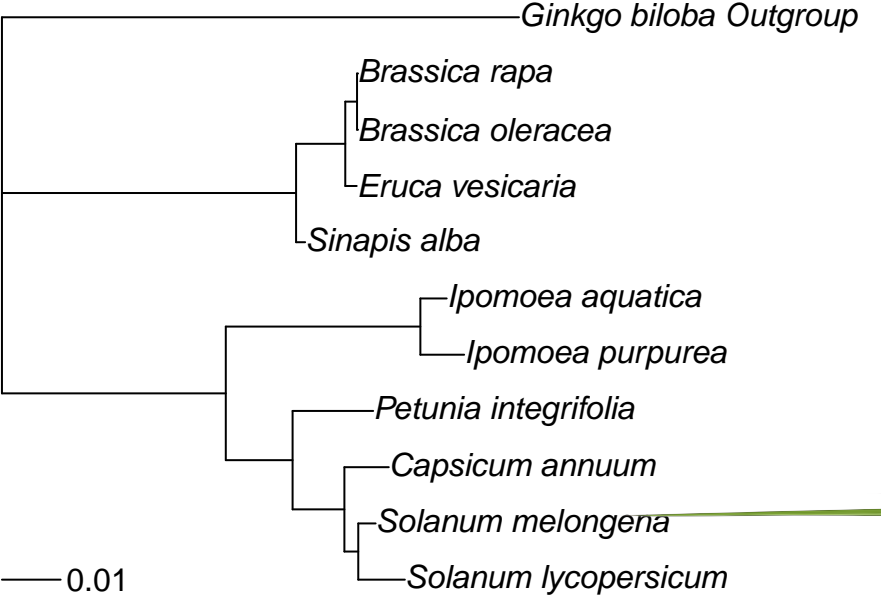 Ginkgo biloba Outgroup
Brassica rapa
Brassica oleracea
Eruca vesicaria
Sinapis alba
Ipomoea aquatica
Ipomoea purpurea
Petunia integrifolia
Capsicum annuum
Solanum melongena
Solanum lycopersicum
0.01